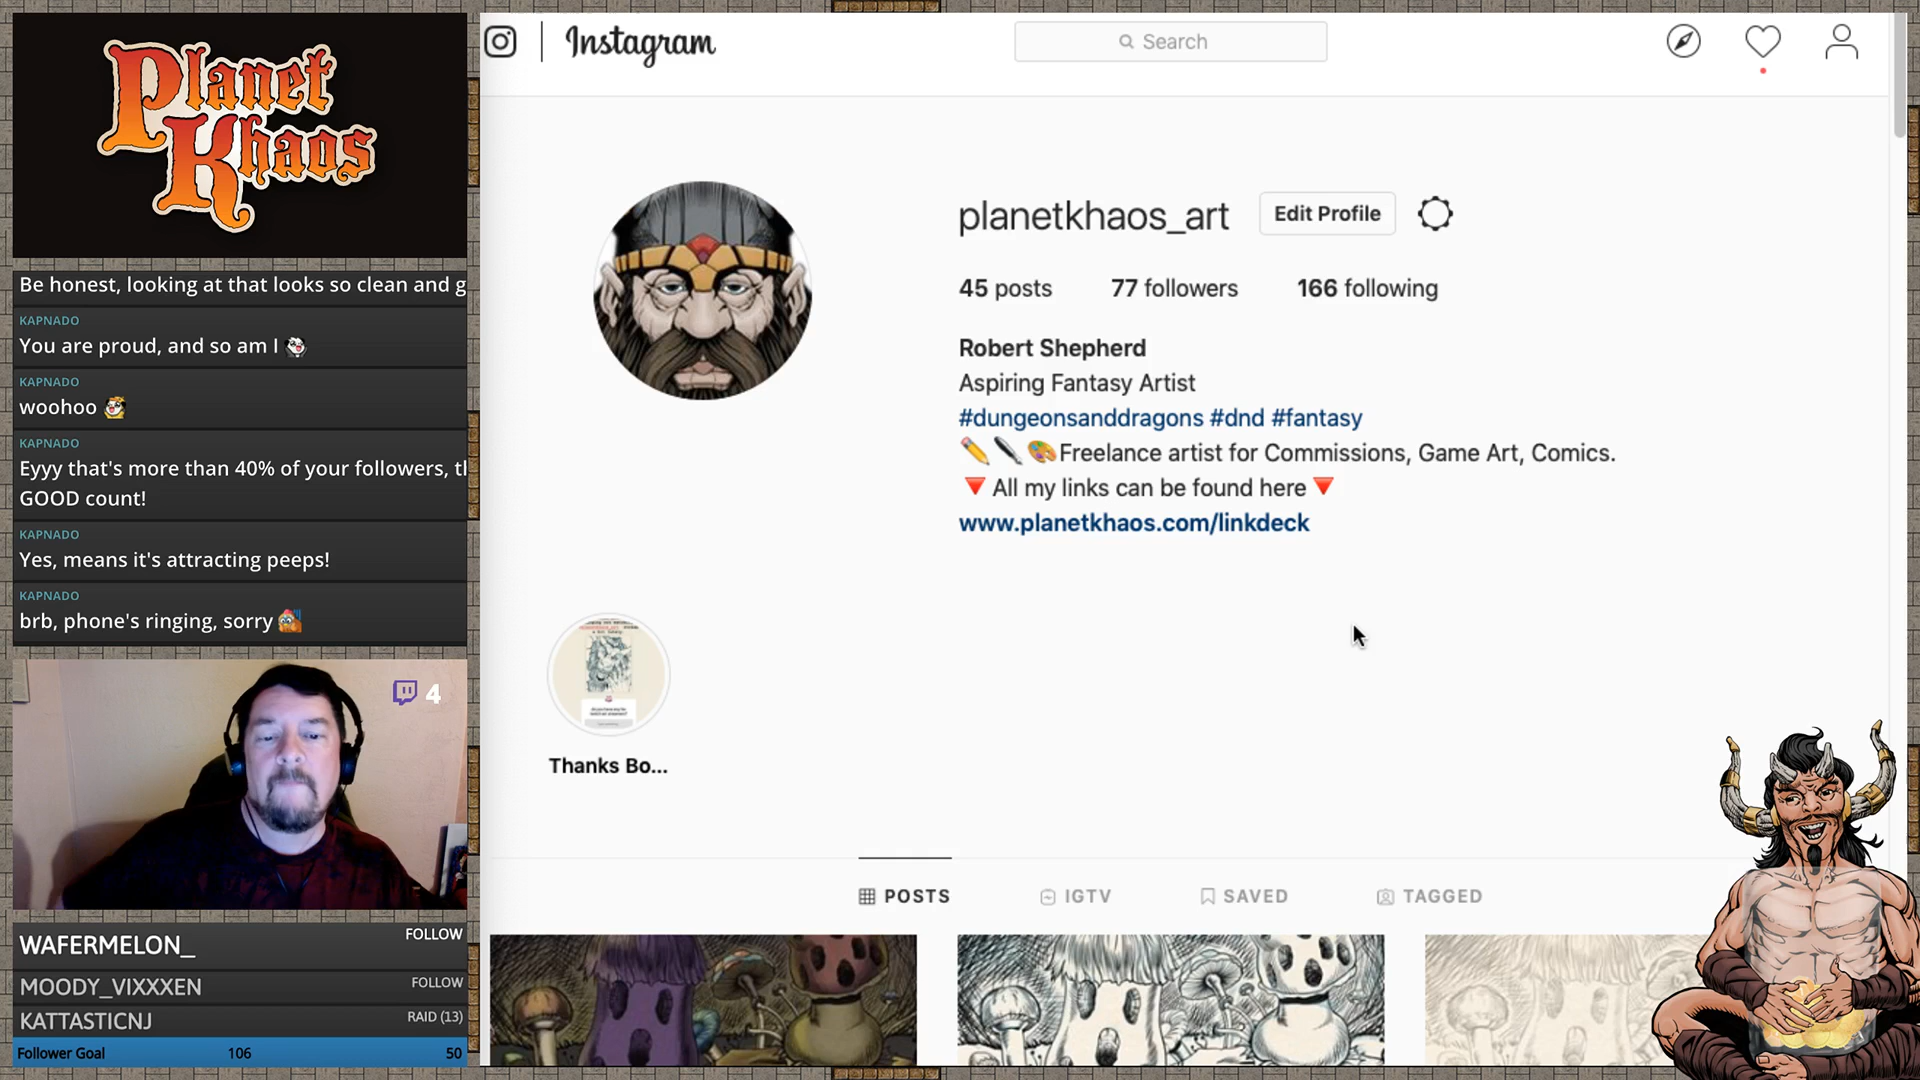 Planet
Khaos
Be honest, looking at that looks so clean and g
KAPNADO
You are proud, and so am I
KAPNADO
woohoo
KAPNADO
Eyyy that's more than 40% of your followers, tl
GOOD count!
KAPNADO
Yes, means it's attracting peeps!
KAPNADO
brb, phone's ringing, sorry
4
WAFERMELON_ FOLLOW
MOODY_VIXXXEN FOLLOW
KATTASTICNJ RAID (13)
Follower Goal 106 50
Instagram
Search
planetkhaos_art Edit Profile
45 posts 77 followers 166 following
Robert Shepherd
Aspiring Fantasy Artist
#dungeonsanddragons #dnd #fantasy
Freelance artist for Commissions, Game Art, Comics.
All my links can be found here
www.planetkhaos.com/linkdeck
Thanks Bo...
POSTS IGTV SAVED TAGGED